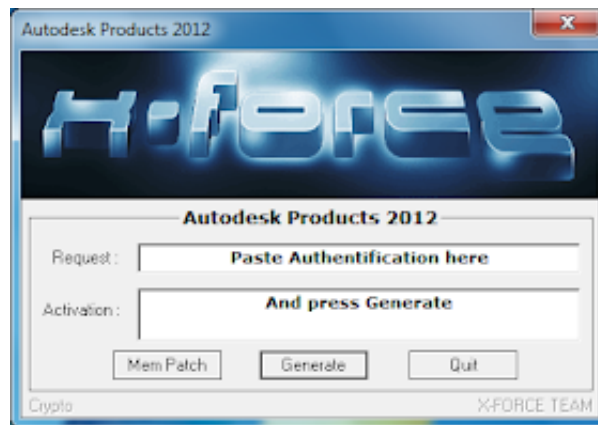 Autodesk Products 2012
x-force
Autodesk Products 2012
Request :
Paste Authentification here
Activation :
And press Generate
Mem Patch
Generate
Quit
Crypto
X-FORCE TEAM